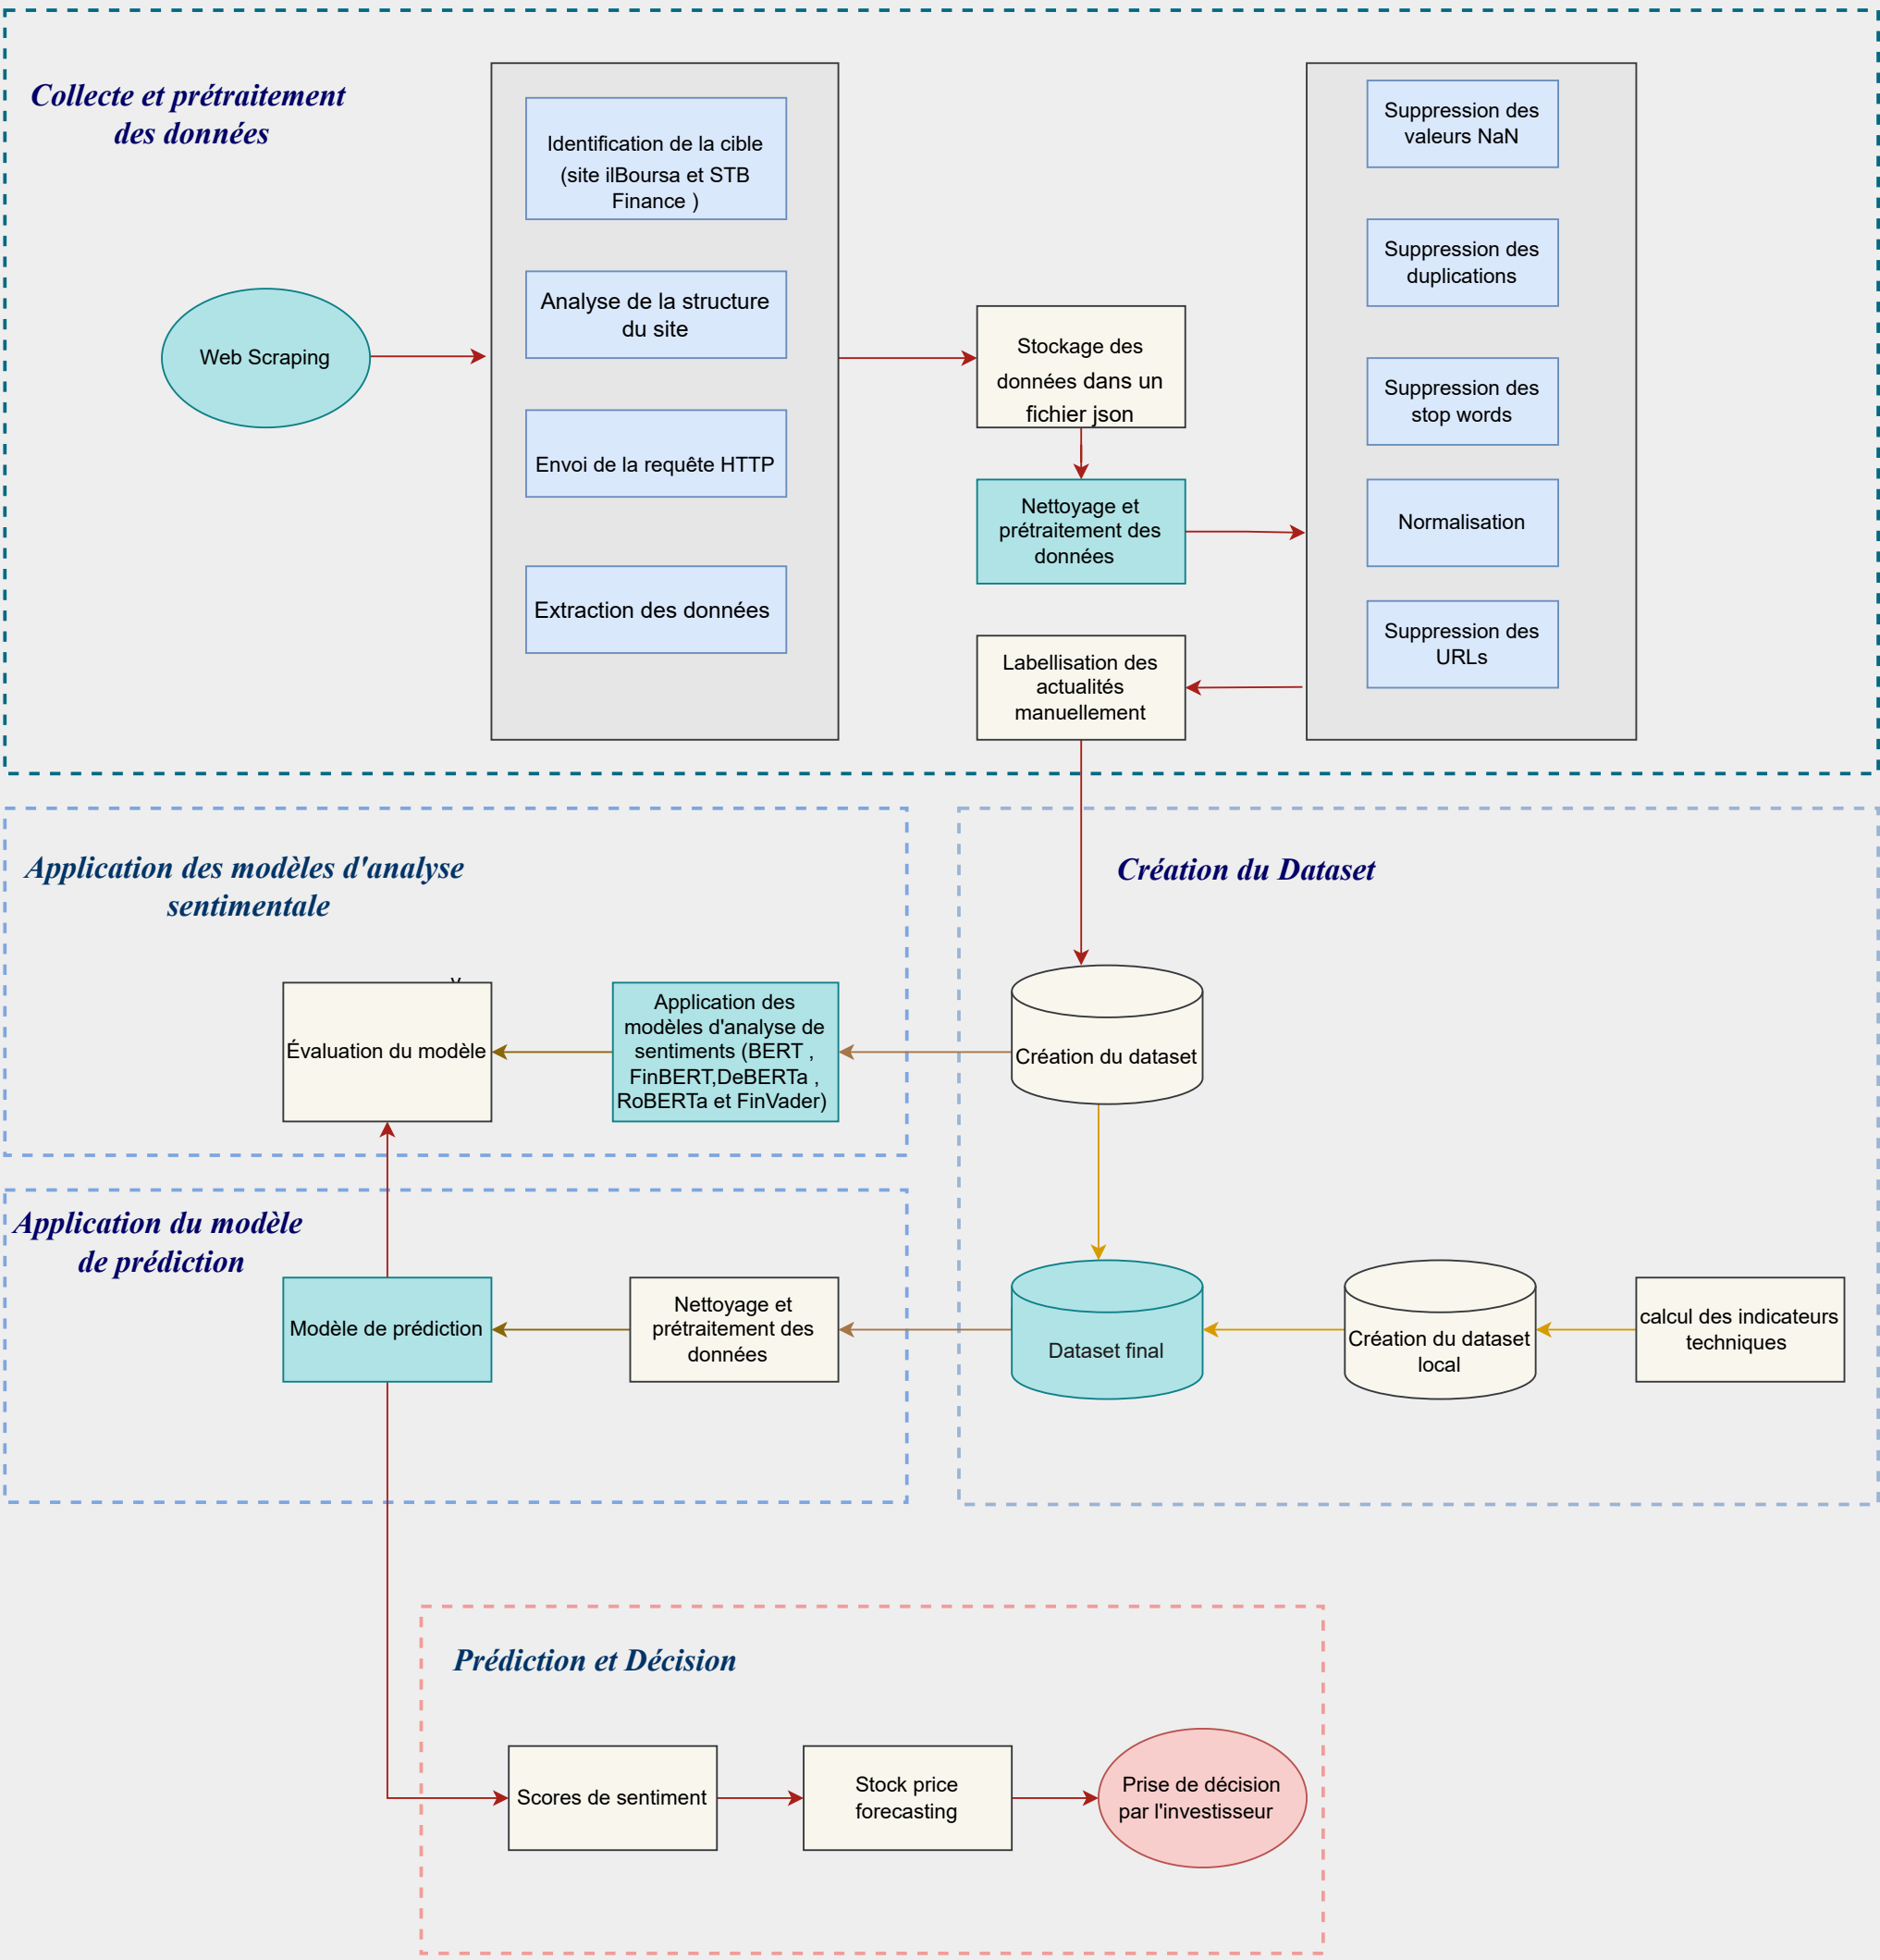 Collecte et prétraitement
des données
Web Scraping
Identification de la cible
(site ilBoursa et STB
Finance )
Analyse de la structure
du site
Envoi de la requête HTTP
Extraction des données
Stockage des
données dans un
fichier json
Nettoyage et
prétraitement des
données
Labellisation des
actualités
manuellement
Suppression des
valeurs NaN
Suppression des
duplications
Suppression des
stop words
Normalisation
Suppression des
URLs
Application des modèles d'analyse
sentimentale
Évaluation du modèle
Application des
modèles d'analyse de
sentiments (BERT ,
FinBERT,DeBERTa ,
RoBERTa et FinVader)
Création du Dataset
Création du dataset
Dataset final
Création du dataset
local
calcul des indicateurs
techniques
Application du modèle
de prédiction
Modèle de prédiction
Nettoyage et
prétraitement des
données
Prédiction et Décision
Scores de sentiment
Stock price
forecasting
Prise de décision
par l'investisseur